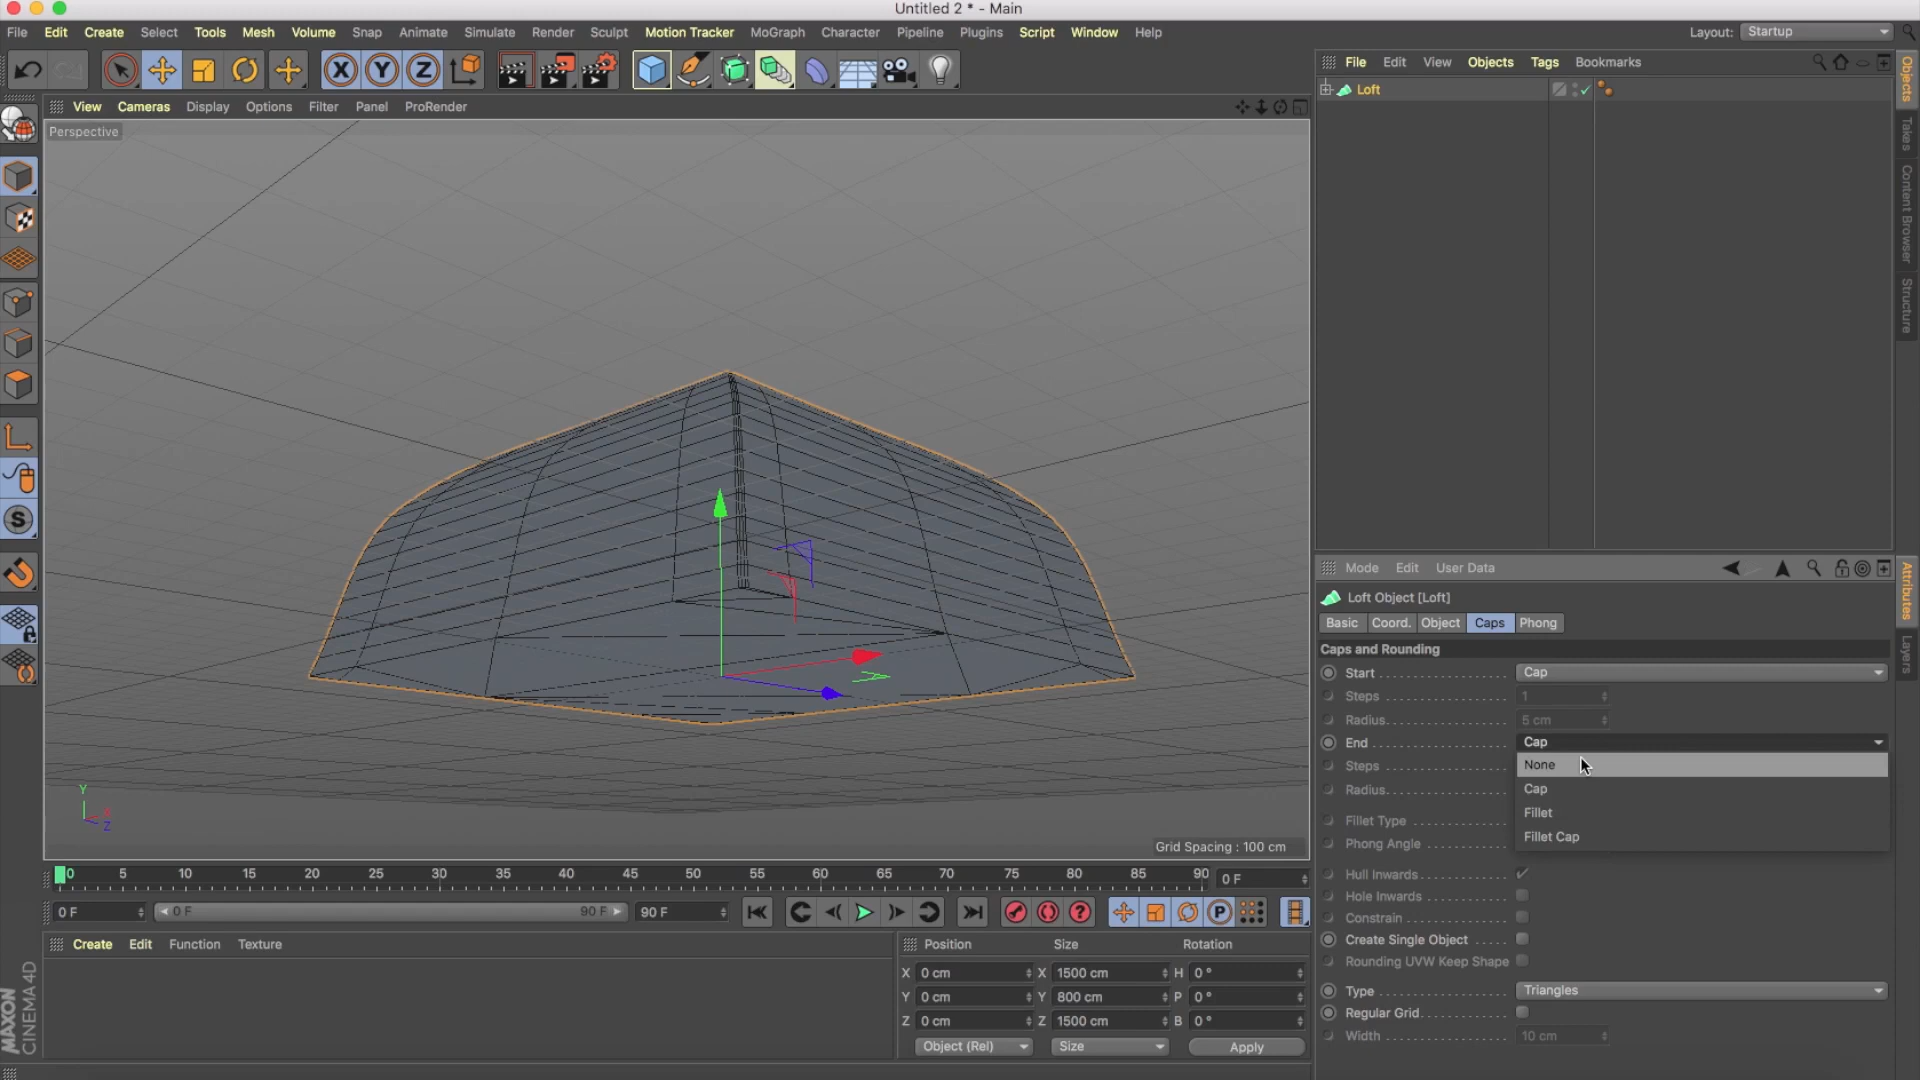 Untitled 2 * - Main
File Edit Create Select Tools Mesh Volume Snap Animate Simulate Render Sculpt Motion Tracker MoGraph Character Pipeline Plugins Script Window Help Layout: Startup
X Y Z
File Edit View Objects Tags Bookmarks
Loft
View Cameras Display Options Filter Panel ProRender
Perspective
Objects
Takes
Content Browser
Structure
Mode Edit User Data
Loft Object [Loft]
Basic Coord. Object Caps Phong
Caps and Rounding
Start Cap
Steps 1
Radius 5 cm
End Cap
Steps None
Radius Cap
Fillet Type Fillet
Phong Angle Fillet Cap
Hull Inwards
Hole Inwards
Constrain
Create Single Object
Rounding UVW Keep Shape
Type Triangles
Regular Grid
Width 10 cm
Attributes
Layers
S
Y
X
Z
Grid Spacing : 100 cm
0 5 10 15 20 25 30 35 40 45 50 55 60 65 70 75 80 85 90 0 F
0 F 0 F 90 F 90 F
? P
Create Edit Function Texture
Position Size Rotation
X 0 cm X 1500 cm H 0 °
Y 0 cm Y 800 cm P 0 °
Z 0 cm Z 1500 cm B 0 °
Object (Rel) Size Apply
MAXON
CINEMA 4D